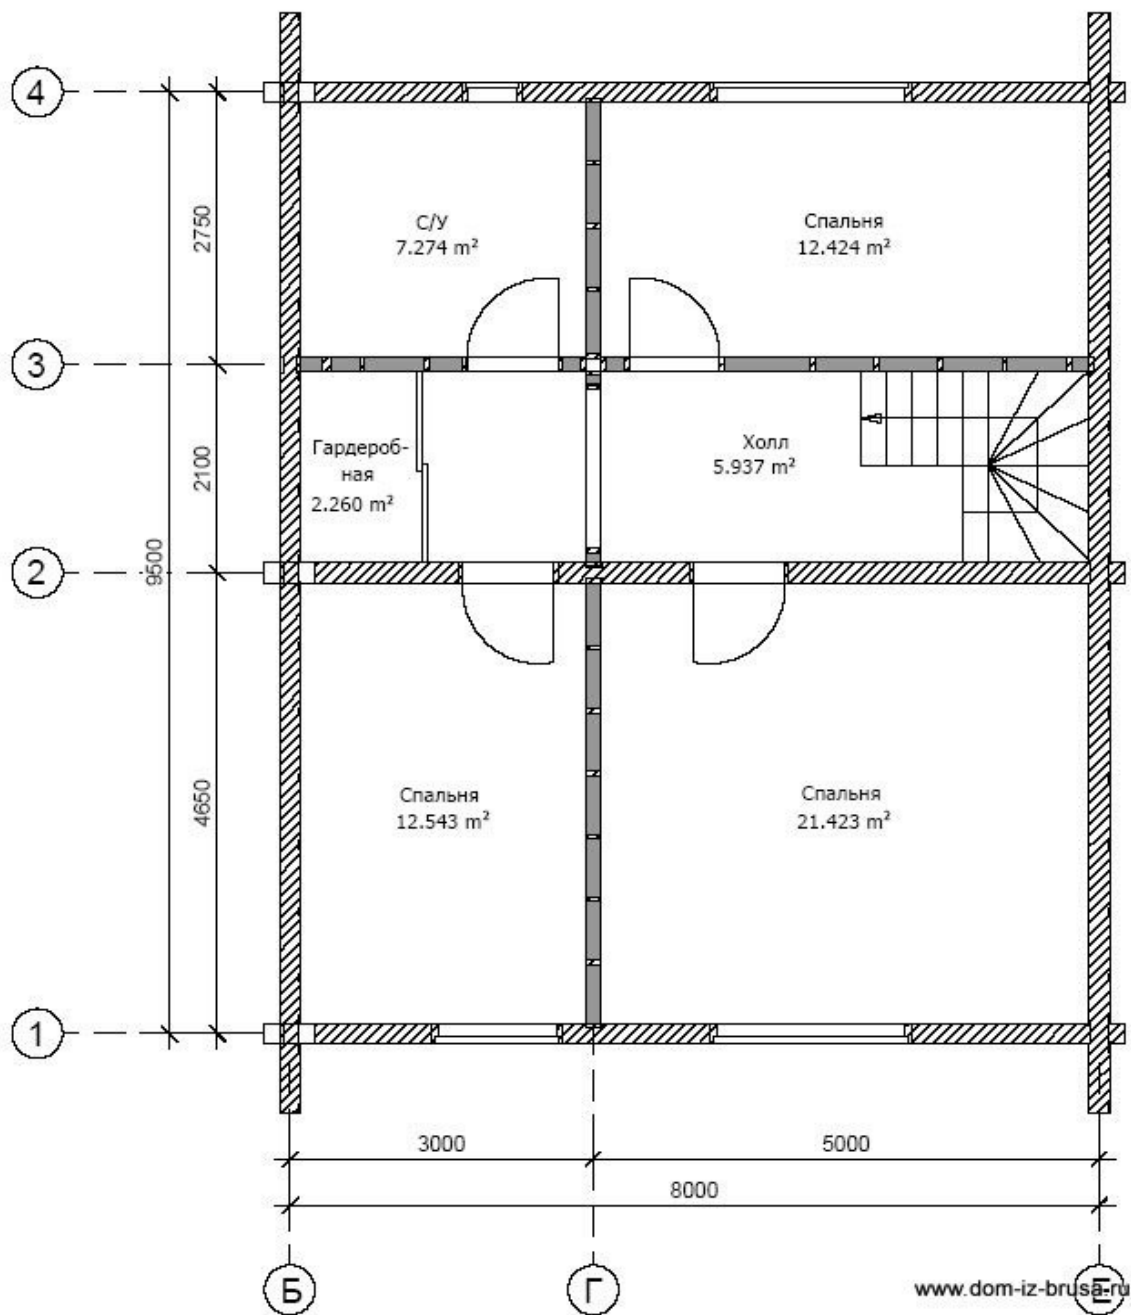 4
3
2
1
2750
2100
9500
4650
С/У
7.274 m²
Спальня
12.424 m²
Гардероб-
ная
2.260 m²
Холл
5.937 m²
Спальня
12.543 m²
Спальня
21.423 m²
3000
5000
8000
Б
Г
Е
www.dom-iz-brusa.ru